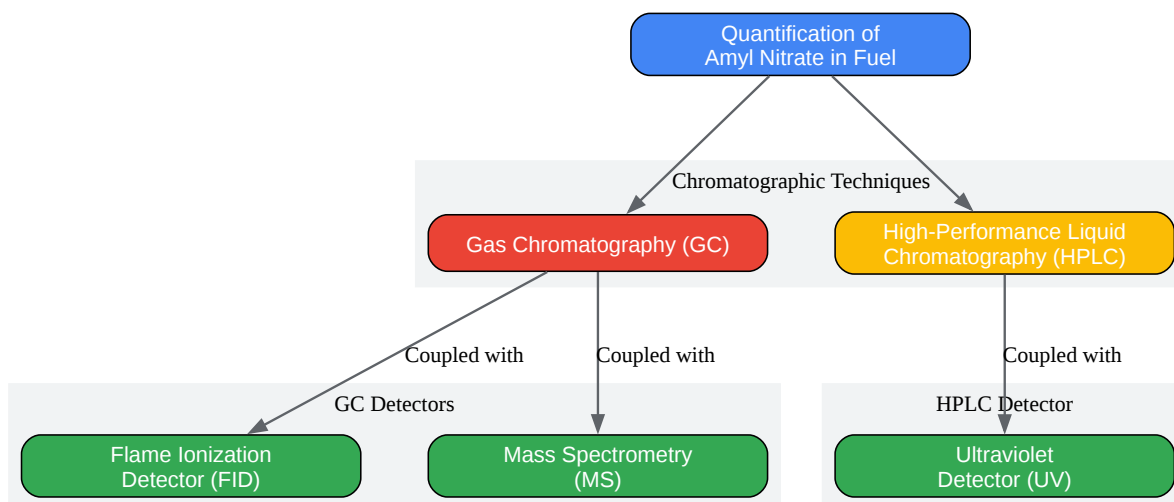 Quantification of
Amyl Nitrate in Fuel
Chromatographic Techniques
Gas Chromatography (GC)
High-Performance Liquid
Chromatography (HPLC)
Coupled with
Coupled with
Coupled with
GC Detectors
HPLC Detector
Flame Ionization
Detector (FID)
Mass Spectrometry
(MS)
Ultraviolet
Detector (UV)